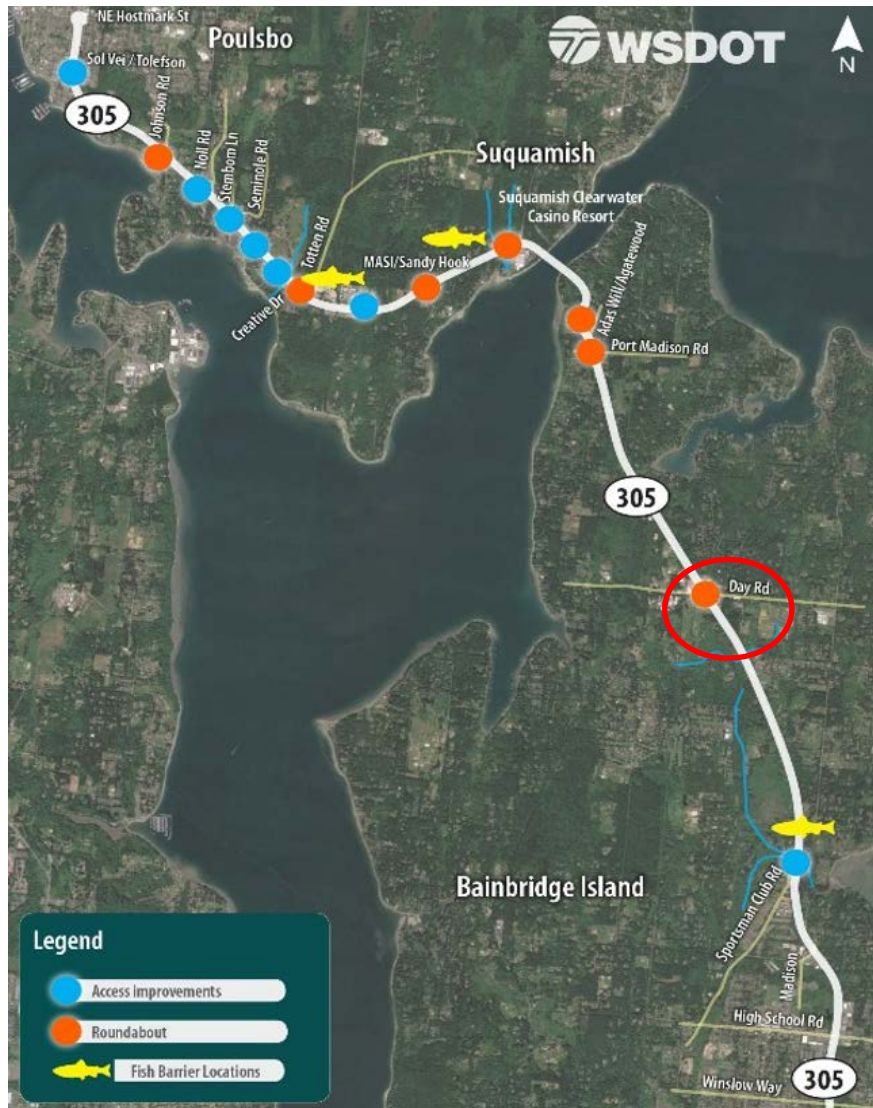 NE Hostmark St
Poulsbo
WSDOT
N
Sol Vei / Tolefson
305
Johnson Rd
Noll Rd
Stembom Ln
Seminole Rd
Suquamish
Suquamish Clearwater
Casino Resort
Totten Rd
MASI/Sandy Hook
Creative Dr
Adas Will/Agatewood
Port Madison Rd
305
Day Rd
Bainbridge Island
Sportsman Club Rd
Madison
High School Rd
Winslow Way
305
Legend
Access improvements
Roundabout
Fish Barrier Locations